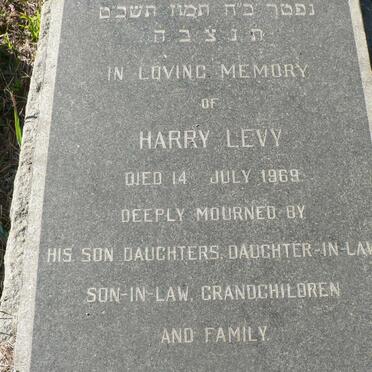 נפטר כ"ח תמוז תשכ"ט
ת נ צ ב ה
IN LOVING MEMORY
OF
HARRY LEVY
DIED 14 JULY 1969
DEEPLY MOURNED BY
HIS SON DAUGHTERS, DAUGHTER-IN-LAW
SON-IN-LAW, GRANDCHILDREN
AND FAMILY.